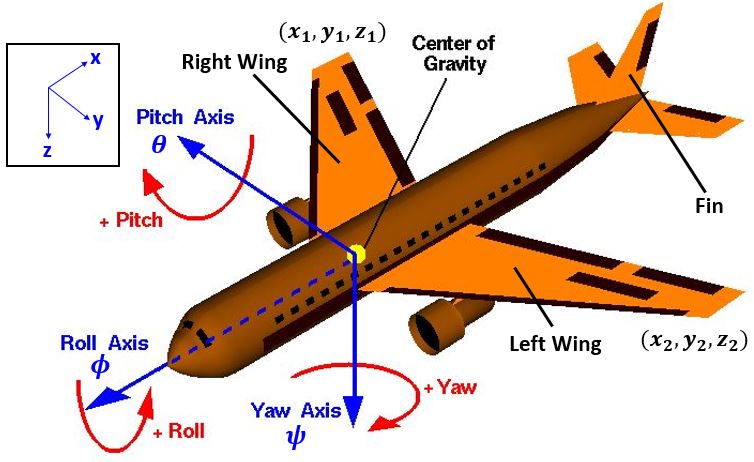 (x₁, y₁, z₁)
Right Wing
Center of
Gravity
x
y
z
Pitch Axis
θ
+ Pitch
Fin
Roll Axis
ϕ
+ Roll
Yaw Axis
ψ
+ Yaw
Left Wing
(x₂, y₂, z₂)